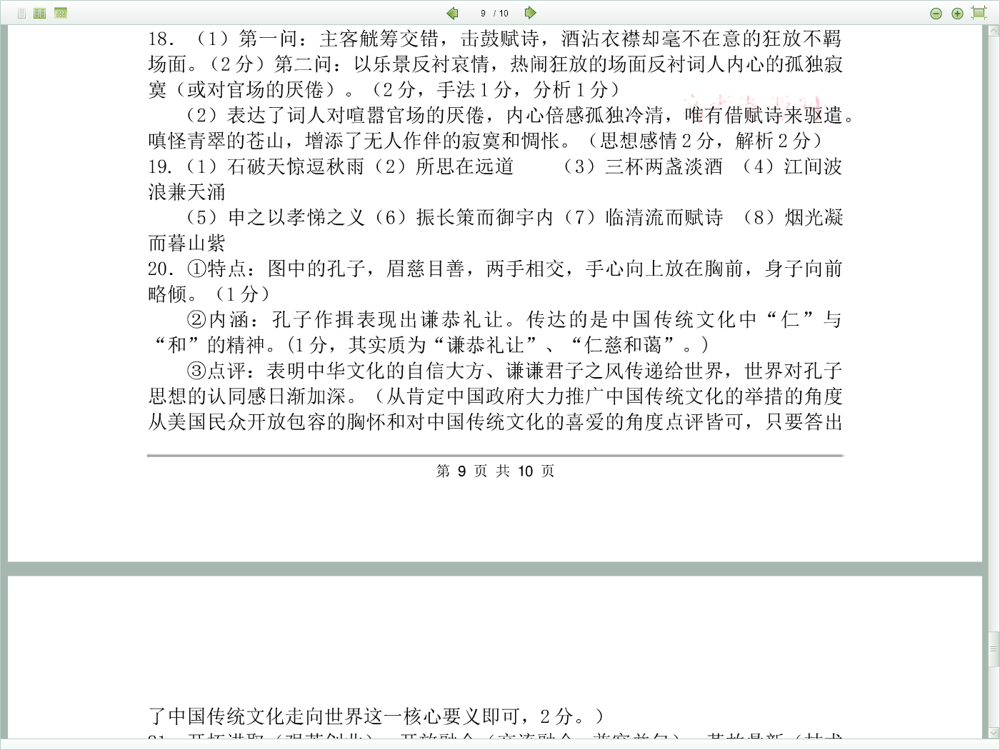 9 / 10
18．（1）第一问：主客觥筹交错，击鼓赋诗，酒沾衣襟却毫不在意的狂放不羁
场面。（2 分）第二问：以乐景反衬哀情，热闹狂放的场面反衬词人内心的孤独寂
寞（或对官场的厌倦）。（2 分，手法 1 分，分析 1 分）
（2）表达了词人对喧嚣官场的厌倦，内心倍感孤独冷清，唯有借赋诗来驱遣。
嗔怪青翠的苍山，增添了无人作伴的寂寞和惆怅。（思想感情 2 分，解析 2 分）
19.（1）石破天惊逗秋雨（2）所思在远道 （3）三杯两盏淡酒 （4）江间波
浪兼天涌
（5）申之以孝悌之义（6）振长策而御宇内（7）临清流而赋诗 （8）烟光凝
而暮山紫
20．①特点：图中的孔子，眉慈目善，两手相交，手心向上放在胸前，身子向前
略倾。（1 分）
②内涵：孔子作揖表现出谦恭礼让。传达的是中国传统文化中“仁”与
“和”的精神。(1 分，其实质为“谦恭礼让”、“仁慈和蔼”。)
③点评：表明中华文化的自信大方、谦谦君子之风传递给世界，世界对孔子
思想的认同感日渐加深。（从肯定中国政府大力推广中国传统文化的举措的角度
从美国民众开放包容的胸怀和对中国传统文化的喜爱的角度点评皆可，只要答出
第 9 页 共 10 页
了中国传统文化走向世界这一核心要义即可，2 分。）